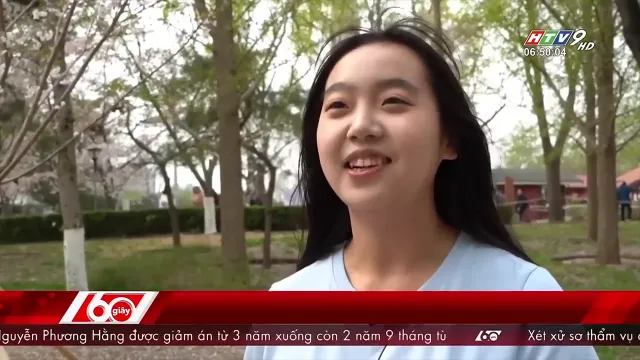 HTV9 HD
06:50:04
60 giây
Nguyễn Phương Hằng được giảm án từ 3 năm xuống còn 2 năm 9 tháng tù 60 Xét xử sơ thẩm vụ